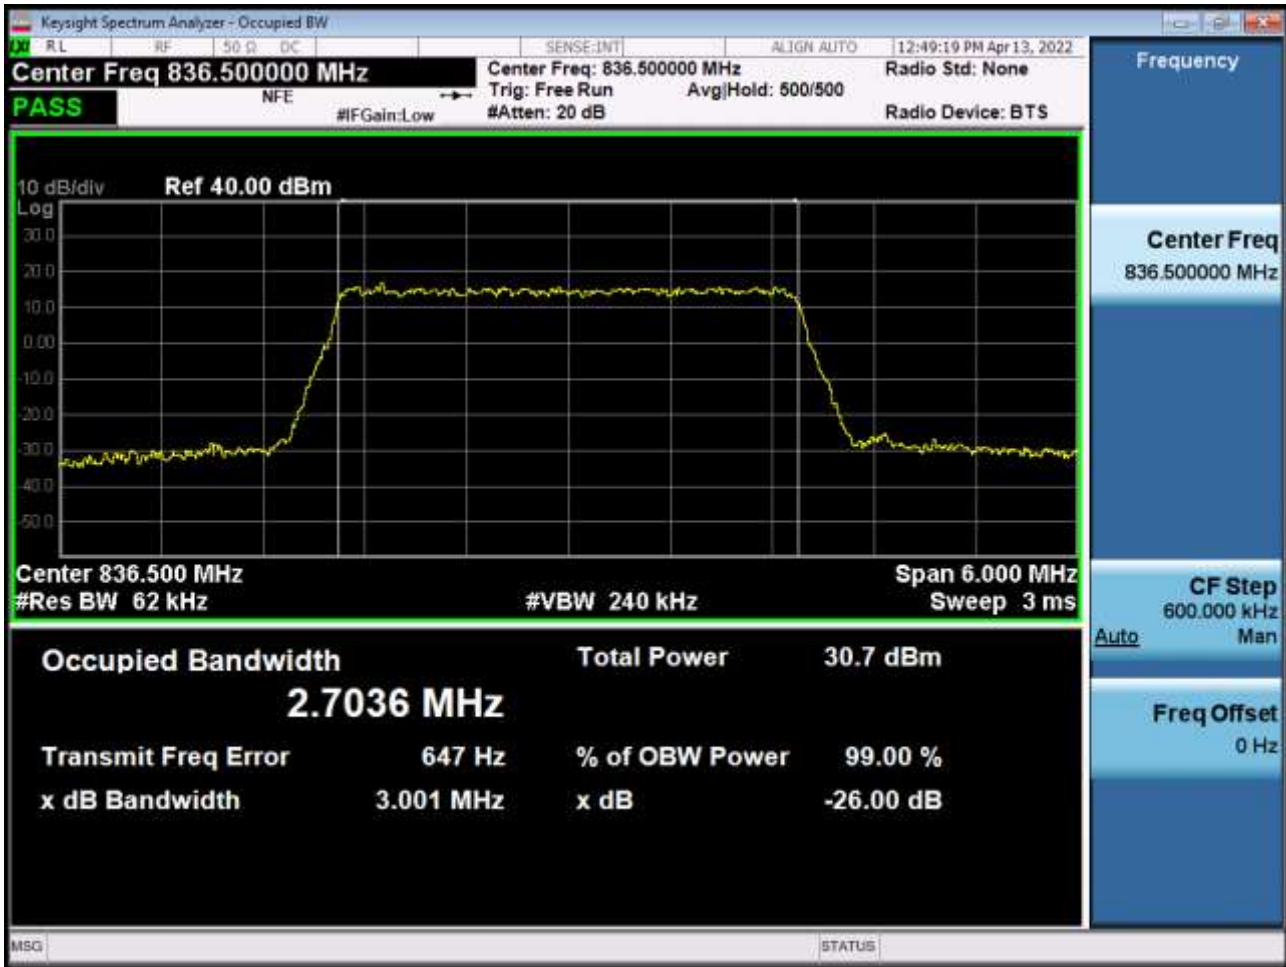 Keysight Spectrum Analyzer - Occupied BW
RL RF 50 Ω DC SENSE:INT ALIGN AUTO 12:49:19 PM Apr 13, 2022
Center Freq 836.500000 MHz
Center Freq: 836.500000 MHz
Radio Std: None
Trig: Free Run Avg|Hold: 500/500
PASS NFE
#IFGain:Low #Atten: 20 dB Radio Device: BTS
10 dB/div Ref 40.00 dBm
Log
30.0
20.0
10.0
0.00
-10.0
-20.0
-30.0
-40.0
-50.0
Center 836.500 MHz Span 6.000 MHz
#Res BW 62 kHz #VBW 240 kHz Sweep 3 ms
Occupied Bandwidth Total Power 30.7 dBm
2.7036 MHz
Transmit Freq Error 647 Hz % of OBW Power 99.00 %
x dB Bandwidth 3.001 MHz x dB -26.00 dB
Frequency
Center Freq
836.500000 MHz
CF Step
600.000 kHz
Auto Man
Freq Offset
0 Hz
MSG STATUS